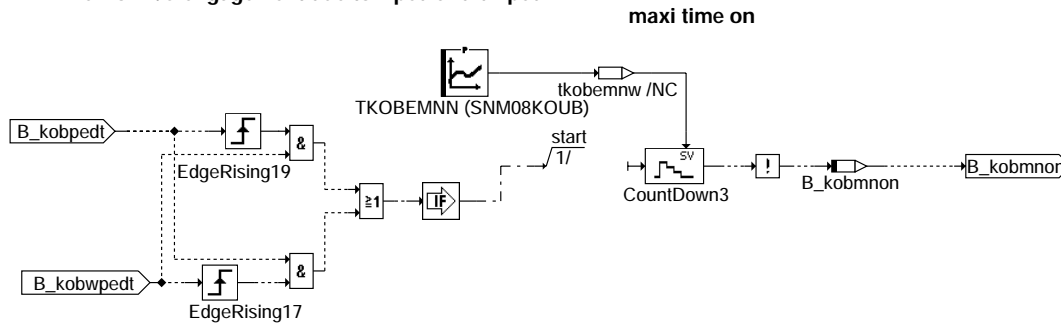 maxi time on
P
tkobemnw /NC
TKOBEMNN (SNM08KOUB)
start
1/
B_kobpedt
&
SV
EdgeRising19
!
B_kobmnon
CountDown3
B_kobmnon
≥1
IF
&
B_kobwpedt
EdgeRising17